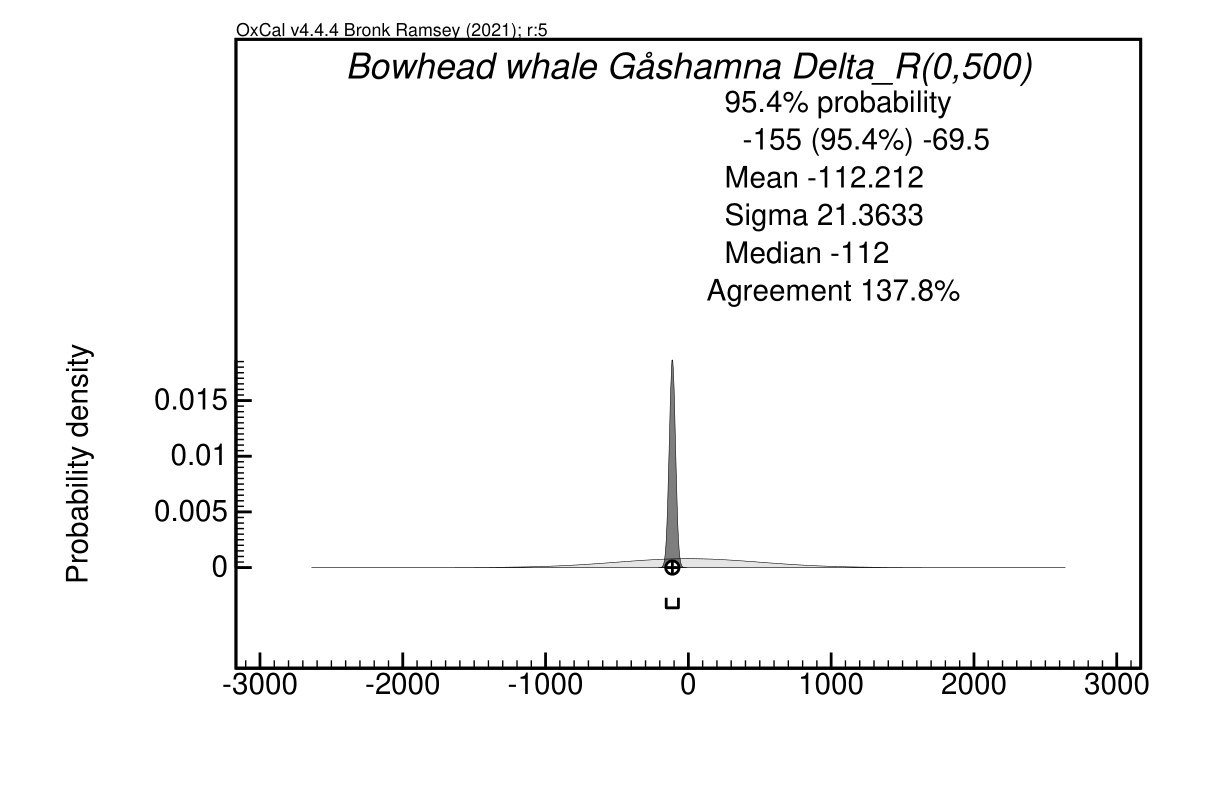 OxCal v4.4.4 Bronk Ramsey (2021); r:5
Bowhead whale Gåshamna Delta_R(0,500)
95.4% probability
-155 (95.4%) -69.5
Mean -112.212
Sigma 21.3633
Median -112
Agreement 137.8%
Probability density
0.015
0.01
0.005
0
-3000 -2000 -1000 0 1000 2000 3000